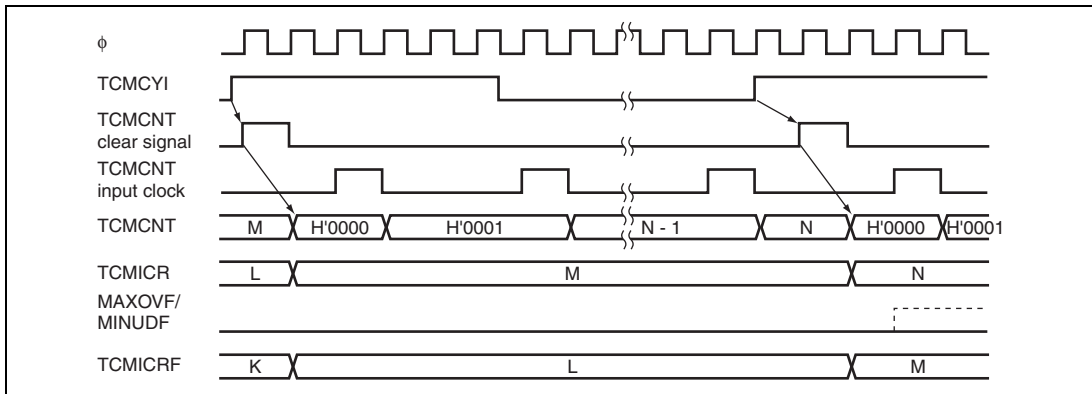 φ
TCMCYI
TCMCNT
clear signal
TCMCNT
input clock
TCMCNT M H'0000 H'0001 N - 1 N H'0000 H'0001
TCMICR L M N
MAXOVF/
MINUDF
TCMICRF K L M